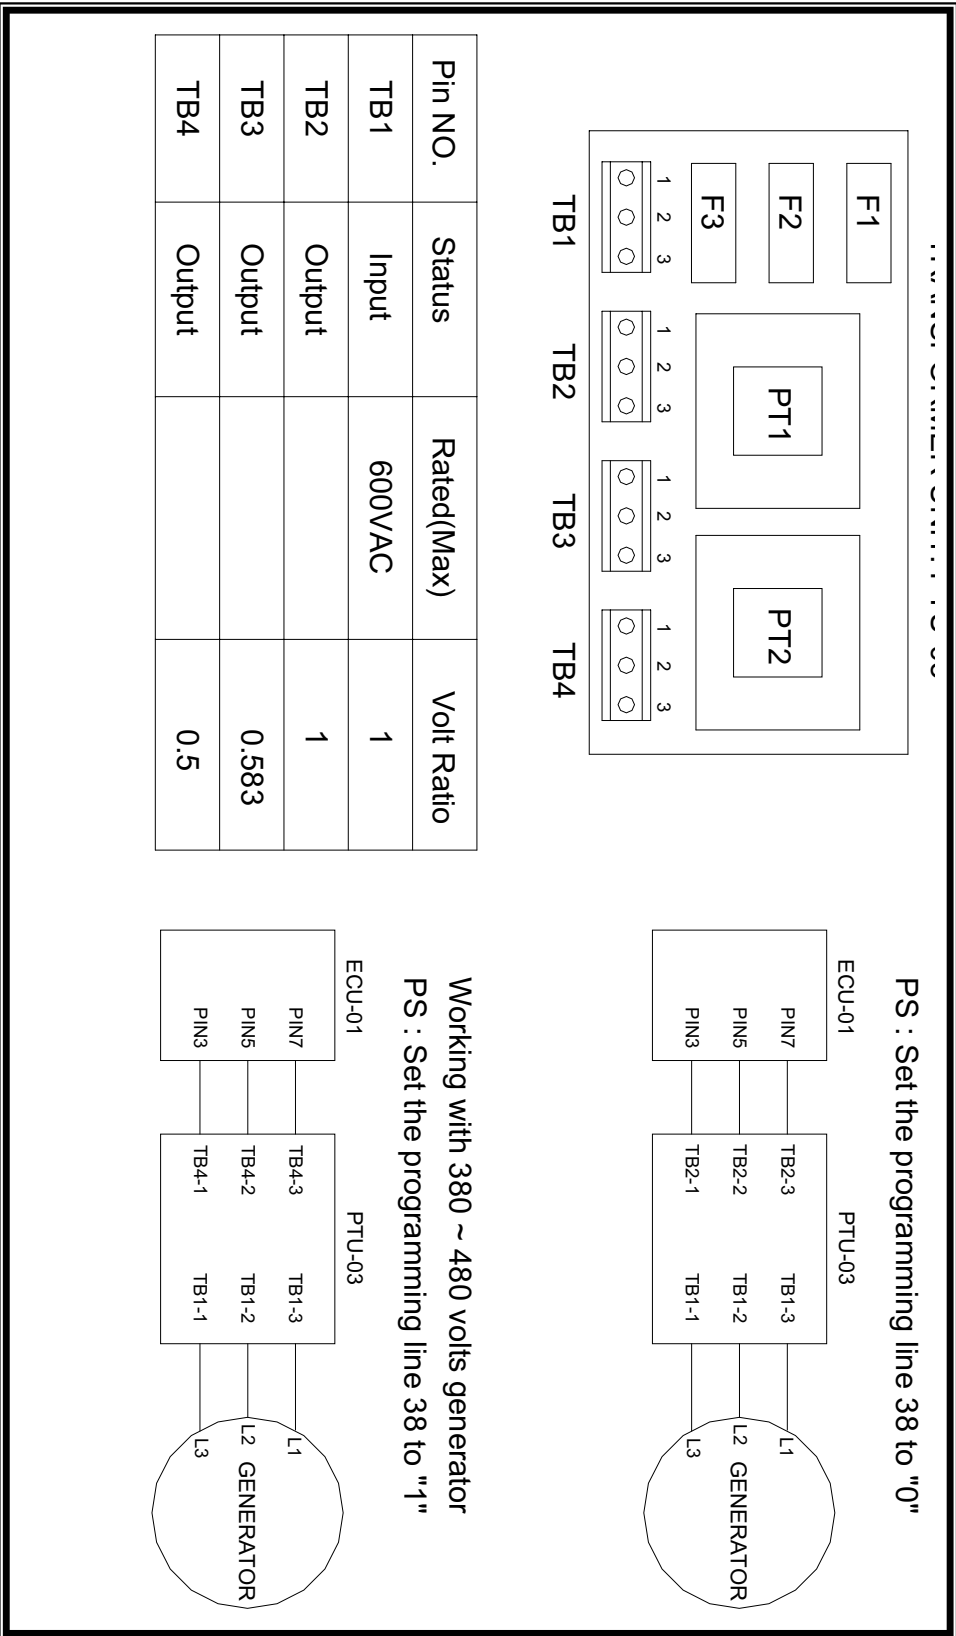 F1
F2
F3
PT1
PT2
1 2 3
1 2 3
1 2 3
1 2 3
TB1 TB2 TB3 TB4
Pin NO. Status Rated(Max) Volt Ratio
TB1 Input 600VAC 1
TB2 Output 1
TB3 Output 0.583
TB4 Output 0.5
PS : Set the programming line 38 to "0"
ECU-01 PTU-03
PIN7 TB2-3 TB1-3 L1
PIN5 TB2-2 TB1-2 L2 GENERATOR
PIN3 TB2-1 TB1-1 L3
Working with 380 ~ 480 volts generator
PS : Set the programming line 38 to "1"
ECU-01 PTU-03
PIN7 TB4-3 TB1-3 L1
PIN5 TB4-2 TB1-2 L2 GENERATOR
PIN3 TB4-1 TB1-1 L3